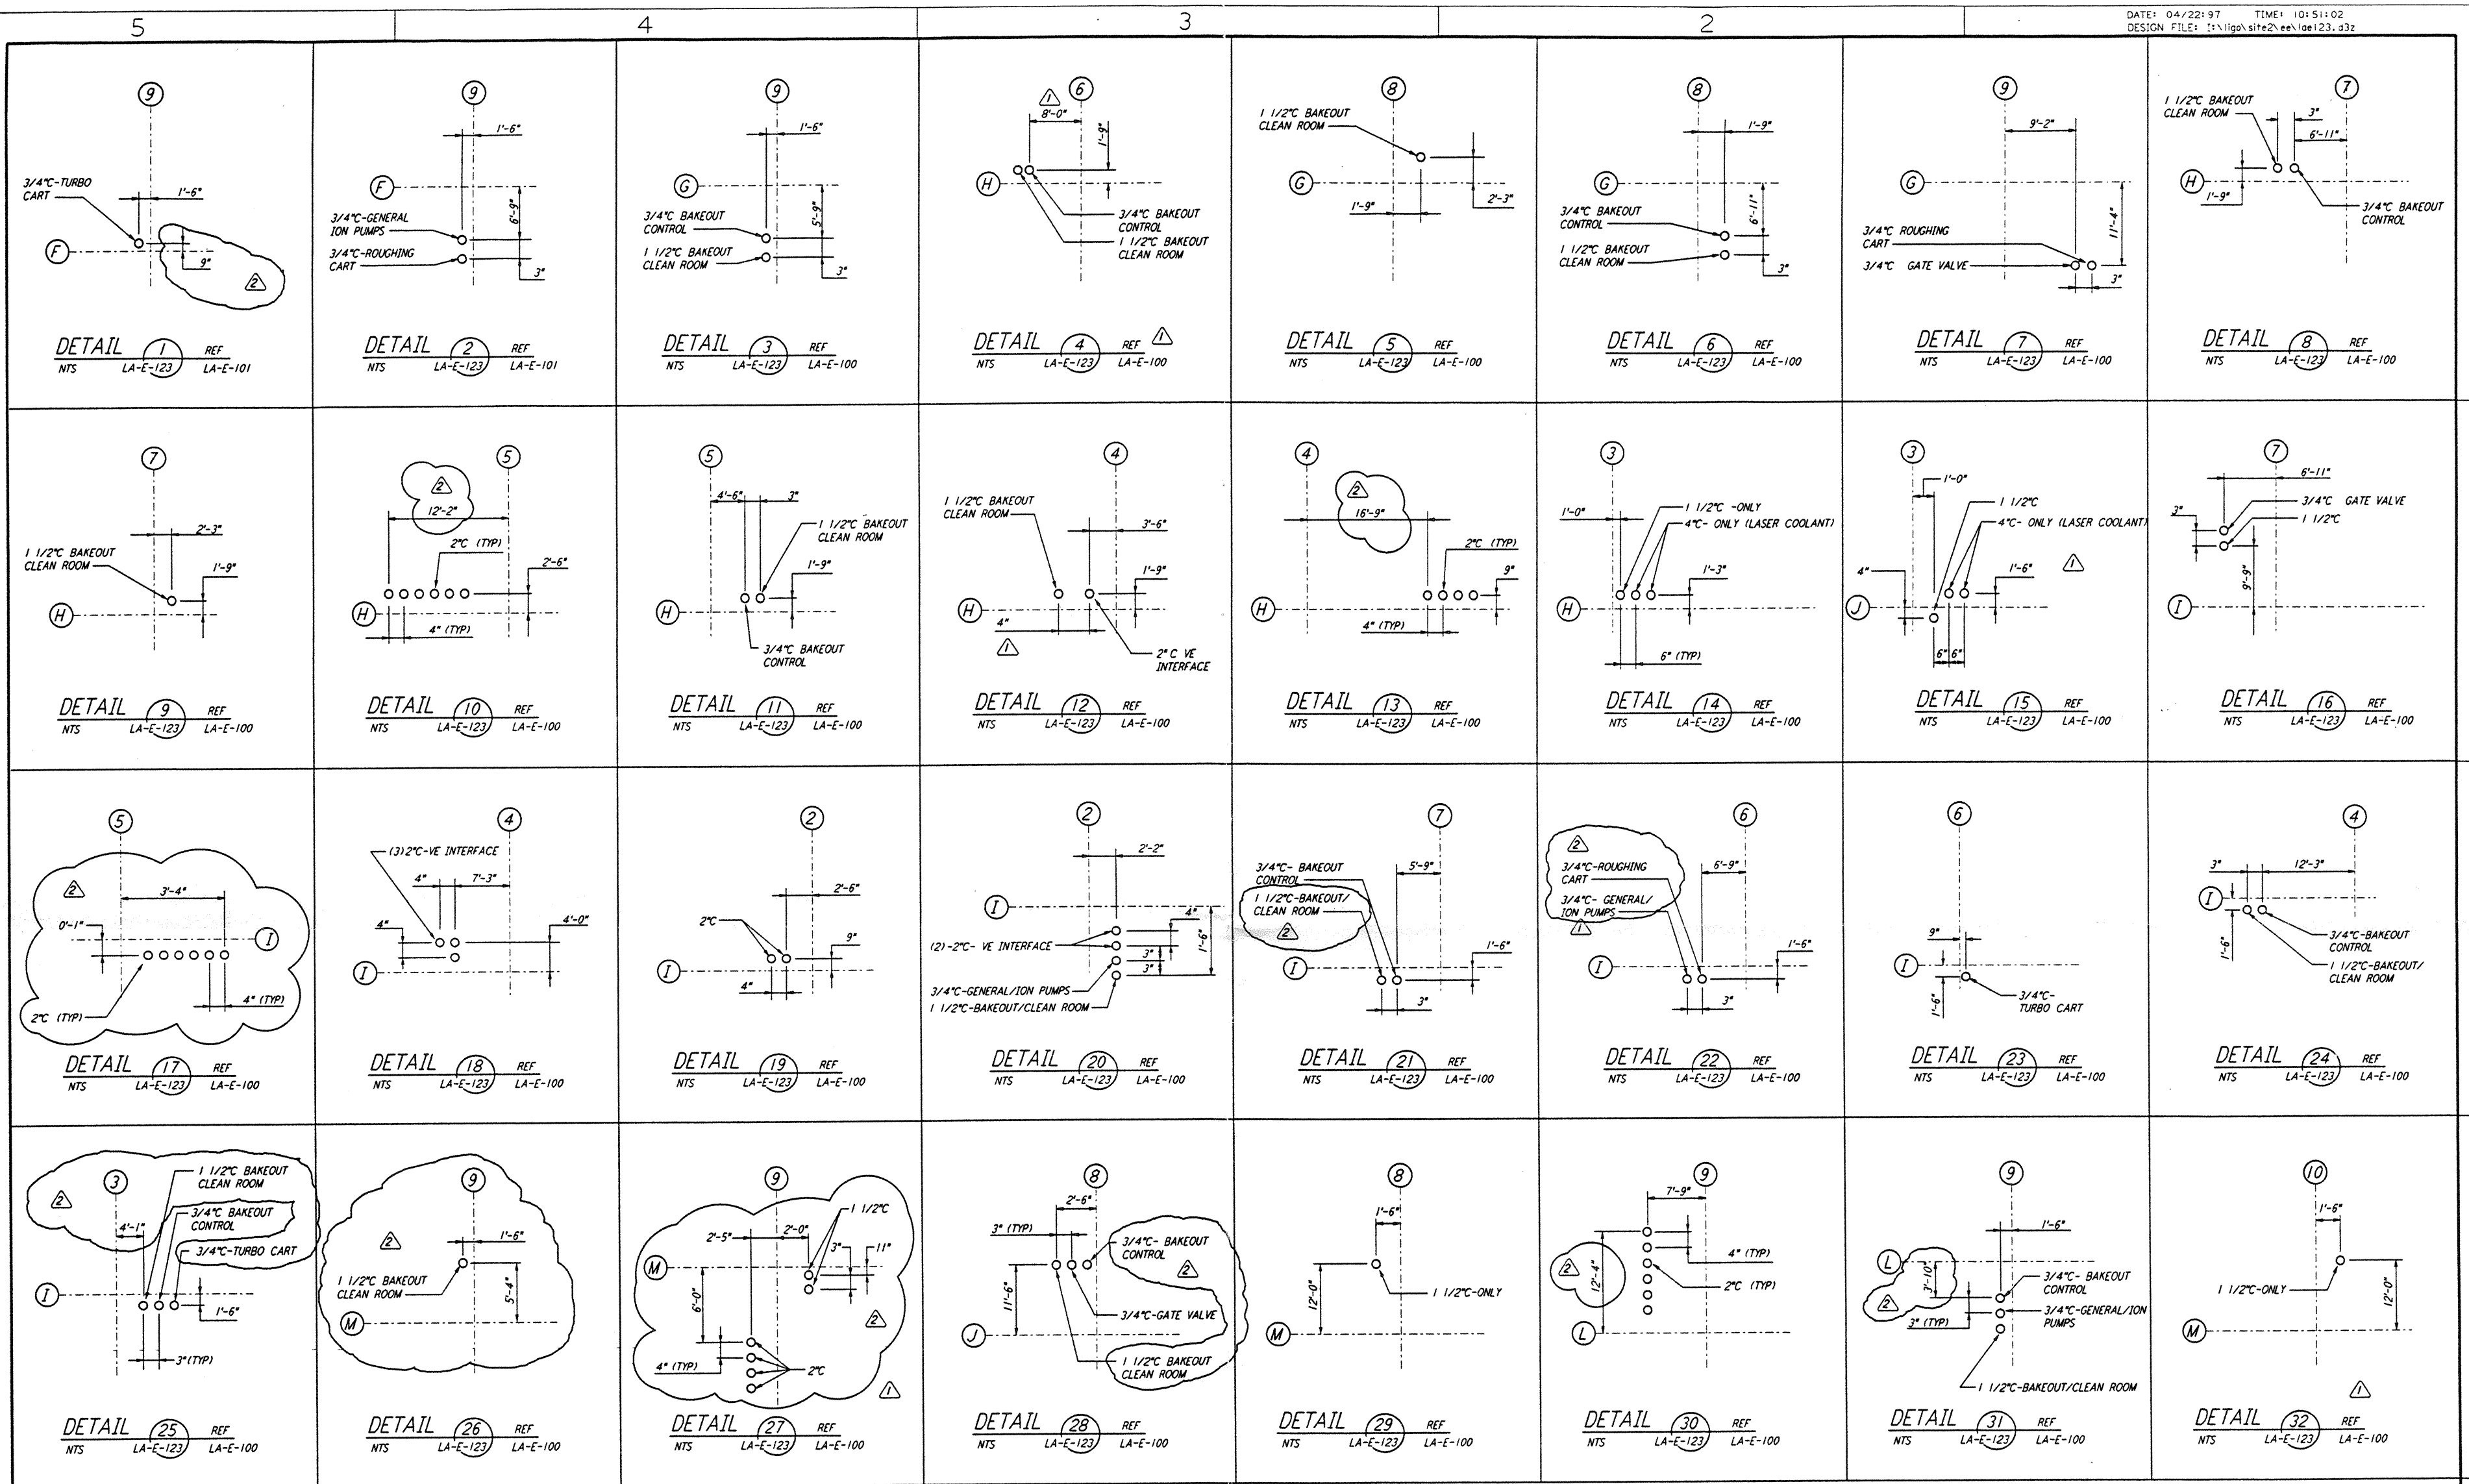 5 4 3 2
DATE: 04/22:97 TIME: 10:51:02
DESIGN FILE: I:\ligo\site2\ee\lae123.d3z
9
3/4"C-TURBO
CART
1'-6"
F
9"
2
DETAIL 1 REF
NTS LA-E-123 LA-E-101
9
1'-6"
F
3/4"C-GENERAL
ION PUMPS
3/4"C-ROUGHING
CART
6'-9"
3"
DETAIL 2 REF
NTS LA-E-123 LA-E-101
9
1'-6"
G
3/4"C BAKEOUT
CONTROL
1 1/2"C BAKEOUT
CLEAN ROOM
5'-9"
3"
DETAIL 3 REF
NTS LA-E-123 LA-E-100
1
6
8'-0"
1'-9"
H
3/4"C BAKEOUT
CONTROL
1 1/2"C BAKEOUT
CLEAN ROOM
DETAIL 4 REF 1
NTS LA-E-123 LA-E-100
8
1 1/2"C BAKEOUT
CLEAN ROOM
G
1'-9"
2'-3"
DETAIL 5 REF
NTS LA-E-123 LA-E-100
8
1'-9"
G
3/4"C BAKEOUT
CONTROL
1 1/2"C BAKEOUT
CLEAN ROOM
6'-11"
3"
DETAIL 6 REF
NTS LA-E-123 LA-E-100
9
9'-2"
G
11'-4"
3/4"C ROUGHING
CART
3/4"C GATE VALVE
3"
DETAIL 7 REF
NTS LA-E-123 LA-E-100
7
1 1/2"C BAKEOUT
CLEAN ROOM
3"
6'-11"
H
1'-9"
3/4"C BAKEOUT
CONTROL
DETAIL 8 REF
NTS LA-E-123 LA-E-100
7
2'-3"
1 1/2"C BAKEOUT
CLEAN ROOM
1'-9"
H
DETAIL 9 REF
NTS LA-E-123 LA-E-100
5
2
12'-2"
2"C (TYP)
2'-6"
H
4" (TYP)
DETAIL 10 REF
NTS LA-E-123 LA-E-100
5
4'-6" 3"
1 1/2"C BAKEOUT
CLEAN ROOM
1'-9"
H
3/4"C BAKEOUT
CONTROL
DETAIL 11 REF
NTS LA-E-123 LA-E-100
4
1 1/2"C BAKEOUT
CLEAN ROOM
3'-6"
1'-9"
H
4"
1
2"C VE
INTERFACE
DETAIL 12 REF
NTS LA-E-123 LA-E-100
4
2
16'-9"
2"C (TYP)
9"
H
4" (TYP)
DETAIL 13 REF
NTS LA-E-123 LA-E-100
3
1'-0"
1 1/2"C -ONLY
4"C- ONLY (LASER COOLANT)
1'-3"
H
6" (TYP)
DETAIL 14 REF
NTS LA-E-123 LA-E-100
3
1'-0"
1 1/2"C
4"C- ONLY (LASER COOLANT)
4"
1'-6"
1
J
6" 6"
DETAIL 15 REF
NTS LA-E-123 LA-E-100
7
6'-11"
3/4"C GATE VALVE
3"
1 1/2"C
9'-9"
I
DETAIL 16 REF
NTS LA-E-123 LA-E-100
5
2
3'-4"
0'-1"
I
4" (TYP)
2"C (TYP)
DETAIL 17 REF
NTS LA-E-123 LA-E-100
4
(3)2"C-VE INTERFACE
4" 7'-3"
4"
4'-0"
I
DETAIL 18 REF
NTS LA-E-123 LA-E-100
2
2'-6"
2"C
9"
I
4"
DETAIL 19 REF
NTS LA-E-123 LA-E-100
2
2'-2"
I
4"
(2)-2"C- VE INTERFACE
3"
3"
1'-6"
3/4"C-GENERAL/ION PUMPS
1 1/2"C-BAKEOUT/CLEAN ROOM
DETAIL 20 REF
NTS LA-E-123 LA-E-100
7
3/4"C- BAKEOUT
CONTROL
5'-9"
1 1/2"C-BAKEOUT/
CLEAN ROOM
2
1'-6"
I
3"
DETAIL 21 REF
NTS LA-E-123 LA-E-100
6
2
3/4"C-ROUGHING
CART
6'-9"
3/4"C- GENERAL/
ION PUMPS
1
1'-6"
I
3"
DETAIL 22 REF
NTS LA-E-123 LA-E-100
6
9"
I
1'-6"
3/4"C-
TURBO CART
DETAIL 23 REF
NTS LA-E-123 LA-E-100
4
3" 12'-3"
I
1'-6"
3/4"C-BAKEOUT
CONTROL
1 1/2"C-BAKEOUT/
CLEAN ROOM
DETAIL 24 REF
NTS LA-E-123 LA-E-100
3
2
1 1/2"C BAKEOUT
CLEAN ROOM
3/4"C BAKEOUT
CONTROL
4'-1"
3/4"C-TURBO CART
I
1'-6"
3"(TYP)
DETAIL 25 REF
NTS LA-E-123 LA-E-100
9
2
1'-6"
1 1/2"C BAKEOUT
CLEAN ROOM
5'-4"
M
DETAIL 26 REF
NTS LA-E-123 LA-E-100
9
1 1/2"C
2'-5" 2'-0"
3" 11"
M
6'-0"
2
4" (TYP)
2"C
1
DETAIL 27 REF
NTS LA-E-123 LA-E-100
8
2'-6"
3" (TYP)
3/4"C- BAKEOUT
CONTROL
2
11'-6"
3/4"C-GATE VALVE
J
1 1/2"C BAKEOUT
CLEAN ROOM
DETAIL 28 REF
NTS LA-E-123 LA-E-100
8
1'-6"
12'-0"
1 1/2"C-ONLY
M
DETAIL 29 REF
NTS LA-E-123 LA-E-100
9
7'-9"
4" (TYP)
2
12'-4"
2"C (TYP)
L
DETAIL 30 REF
NTS LA-E-123 LA-E-100
9
1'-6"
L
3'-10"
2
3/4"C- BAKEOUT
CONTROL
3" (TYP)
3/4"C-GENERAL/ION
PUMPS
1 1/2"C-BAKEOUT/CLEAN ROOM
DETAIL 31 REF
NTS LA-E-123 LA-E-100
10
1'-6"
1 1/2"C-ONLY
12'-0"
M
1
DETAIL 32 REF
NTS LA-E-123 LA-E-100